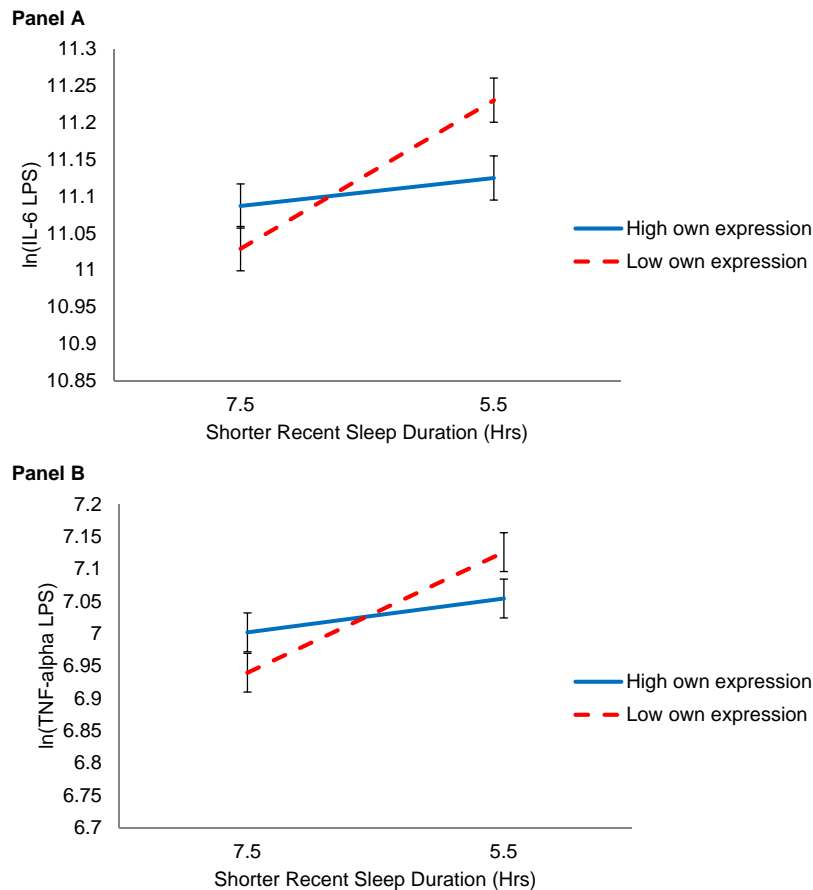 Panel A
11.3
11.25
11.2
11.15
11.1
11.05
11
10.95
10.9
10.85
ln(IL-6 LPS)
7.5 5.5
Shorter Recent Sleep Duration (Hrs)
High own expression
Low own expression
Panel B
7.2
7.15
7.1
7.05
7
6.95
6.9
6.85
6.8
6.75
6.7
ln(TNF-alpha LPS)
7.5 5.5
Shorter Recent Sleep Duration (Hrs)
High own expression
Low own expression